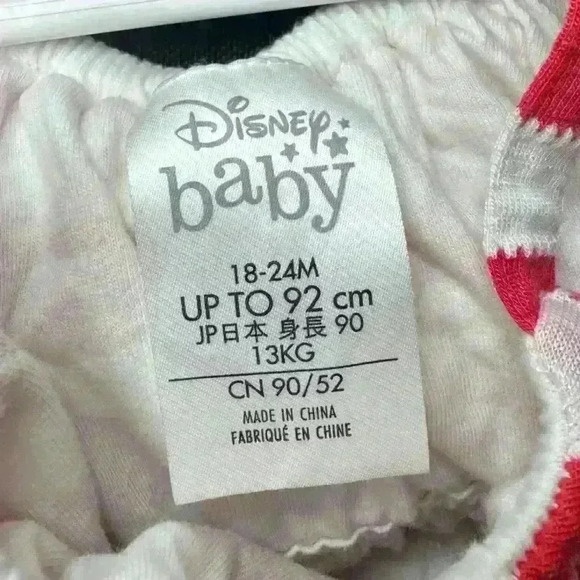 Disney
baby
18-24M
UP TO 92 cm
JP日本 身長 90
13KG
CN 90/52
MADE IN CHINA
FABRIQUÉ EN CHINE